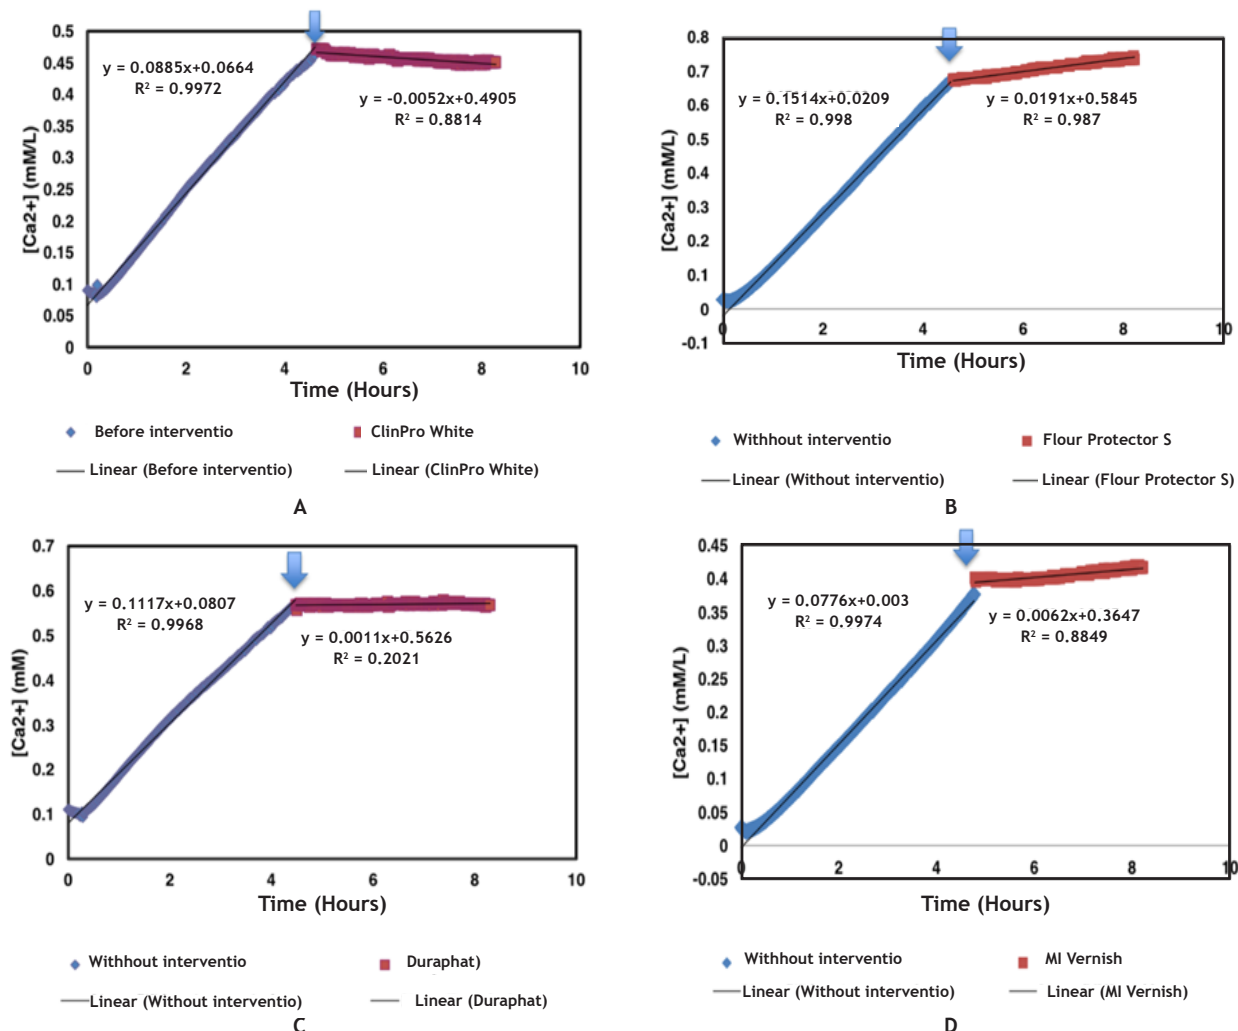 0.5
0.45
0.4
0.35
0.3
0.25
0.2
0.15
0.1
0.05
0
[Ca2+] (mM/L)
y = 0.0885x+0.0664
R² = 0.9972
y = -0.0052x+0.4905
R² = 0.8814
0 2 4 6 8 10
Time (Hours)
Before interventio ClinPro White
Linear (Before interventio) Linear (ClinPro White)
A
0.8
0.7
0.6
0.5
0.4
0.3
0.2
0.1
0
-0.1
[Ca2+] (mM/L)
y = 0.1514x+0.0209
R² = 0.998
y = 0.0191x+0.5845
R² = 0.987
0 2 4 6 8 10
Time (Hours)
Withhout interventio Flour Protector S
Linear (Without interventio) Linear (Flour Protector S)
B
0.7
0.6
0.5
0.4
0.3
0.2
0.1
0
[Ca2+] (mM)
y = 0.1117x+0.0807
R² = 0.9968
y = 0.0011x+0.5626
R² = 0.2021
0 2 4 6 8 10
Time (Hours)
Withhout interventio Duraphat)
Linear (Without interventio) Linear (Duraphat)
C
0.45
0.4
0.35
0.3
0.25
0.2
0.15
0.1
0.05
0
-0.05
[Ca2+] (mM/L)
y = 0.0776x+0.003
R² = 0.9974
y = 0.0062x+0.3647
R² = 0.8849
0 2 4 6 8 10
Time (Hours)
Withhout interventio MI Vernish
Linear (Without interventio) Linear (MI Vernish)
D